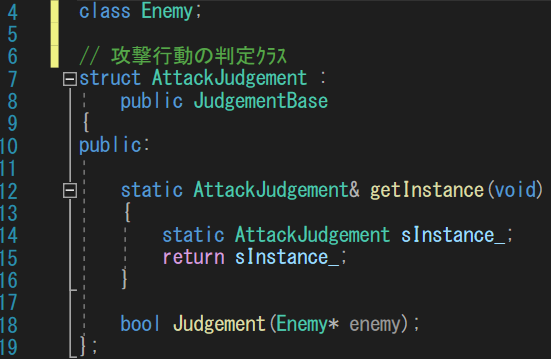 4 class Enemy;
5
6 // 攻撃行動の判定ｸﾗｽ
7 struct AttackJudgement :
8 public JudgementBase
9 {
10 public:
11
12 static AttackJudgement& getInstance(void)
13 {
14 static AttackJudgement sInstance_;
15 return sInstance_;
16 }
17
18 bool Judgement(Enemy* enemy);
19 };